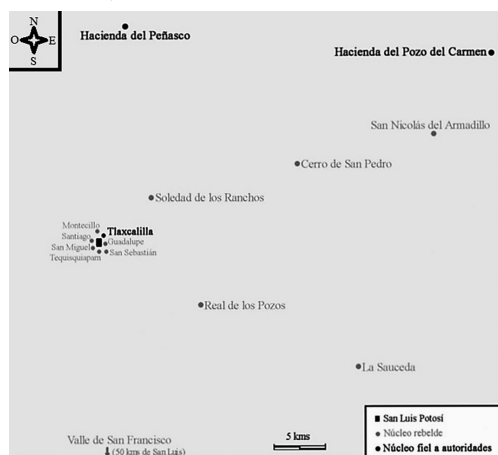 N
O E
S
Hacienda del Peñasco
Hacienda del Pozo del Carmen
San Nicolás del Armadillo
Cerro de San Pedro
Soledad de los Ranchos
Montecillo
Tlaxcalilla
Santiago
Guadalupe
San Miguel
San Sebastián
Tequisquiapam
Real de los Pozos
La Sauceda
Valle de San Francisco
(50 kms de San Luis)
5 kms
San Luis Potosí
Núcleo rebelde
Núcleo fiel a autoridades